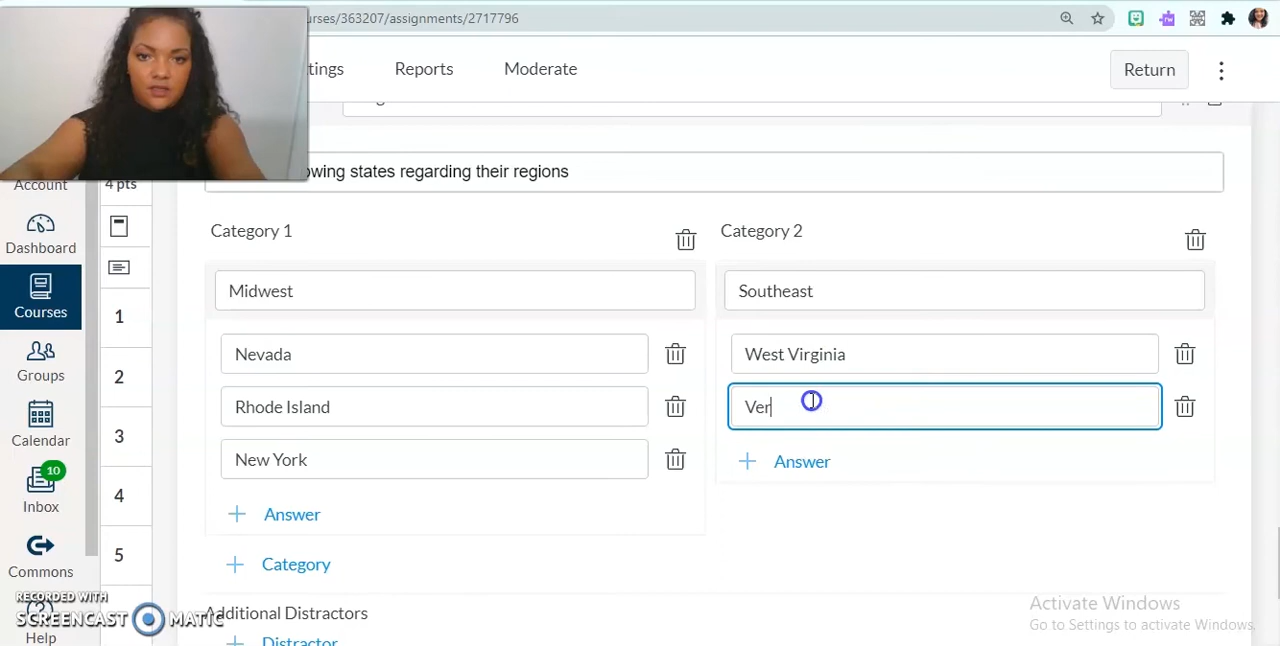 urses/363207/assignments/2717796
tings
Reports
Moderate
Return
Account
4 pts
owing states regarding their regions
Dashboard
Category 1
Category 2
Courses
Midwest
Southeast
1
Nevada
West Virginia
Groups
2
Rhode Island
Ver
Calendar
3
New York
Answer
10
Inbox
4
Answer
Commons
5
Category
RECORDED WITH
SCREENCAST MATIC
Additional Distractors
Activate Windows
Go to Settings to activate Windows.
Help
Distractor